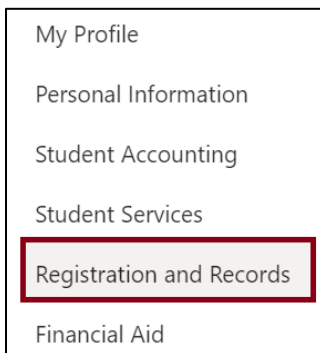 My Profile
Personal Information
Student Accounting
Student Services
Registration and Records
Financial Aid